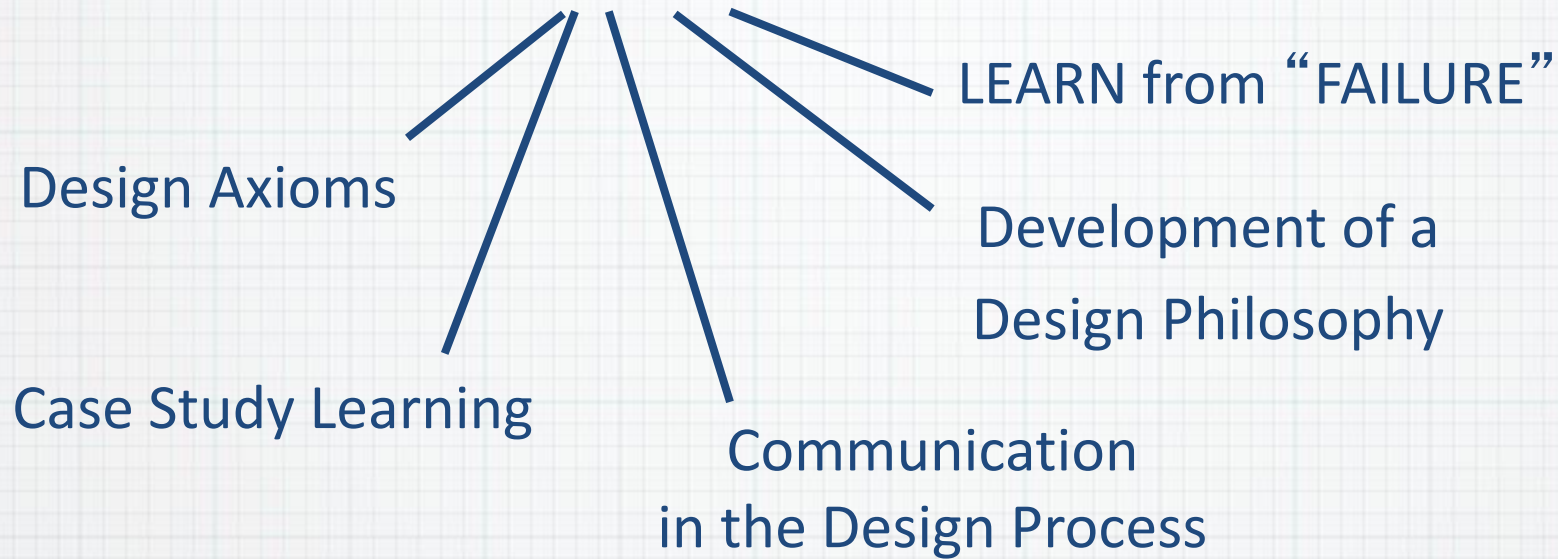 LEARN from “FAILURE”
Design Axioms
Development of a
Design Philosophy
Case Study Learning
Communication
in the Design Process